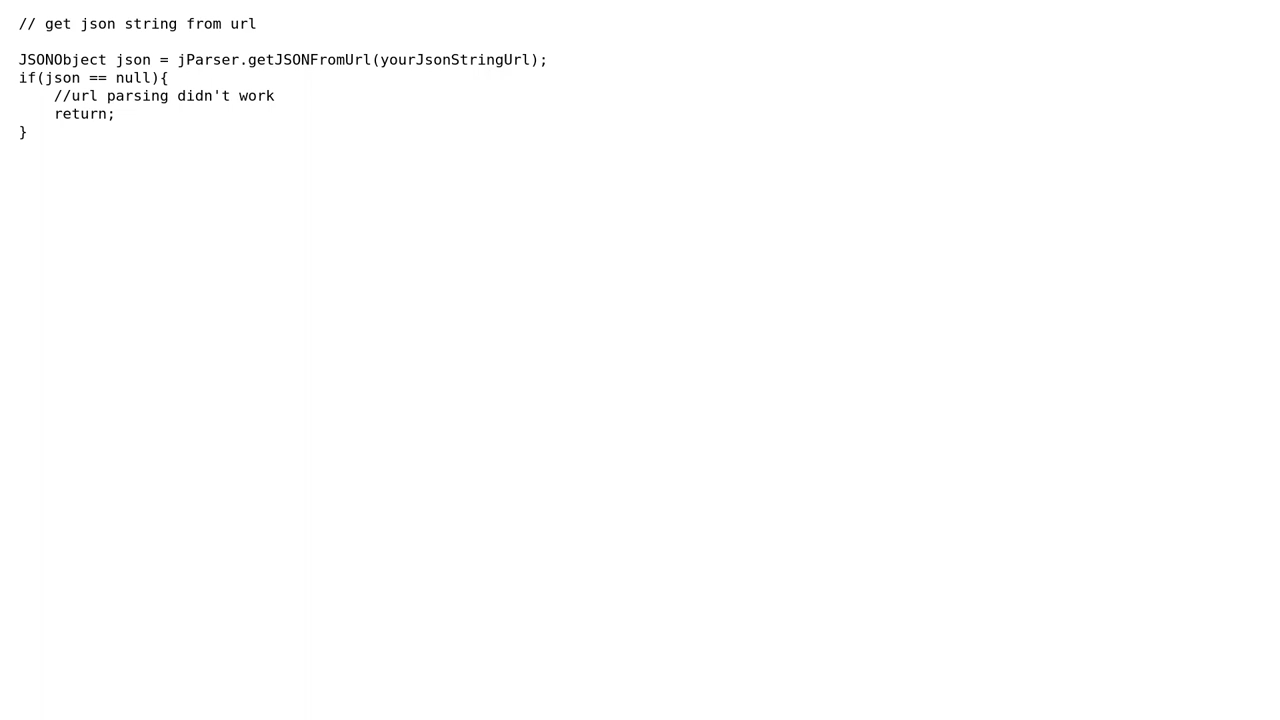 // get json string from url

JSONObject json = jParser.getJSONFromUrl(yourJsonStringUrl);
if(json == null){
    //url parsing didn't work
    return;
}